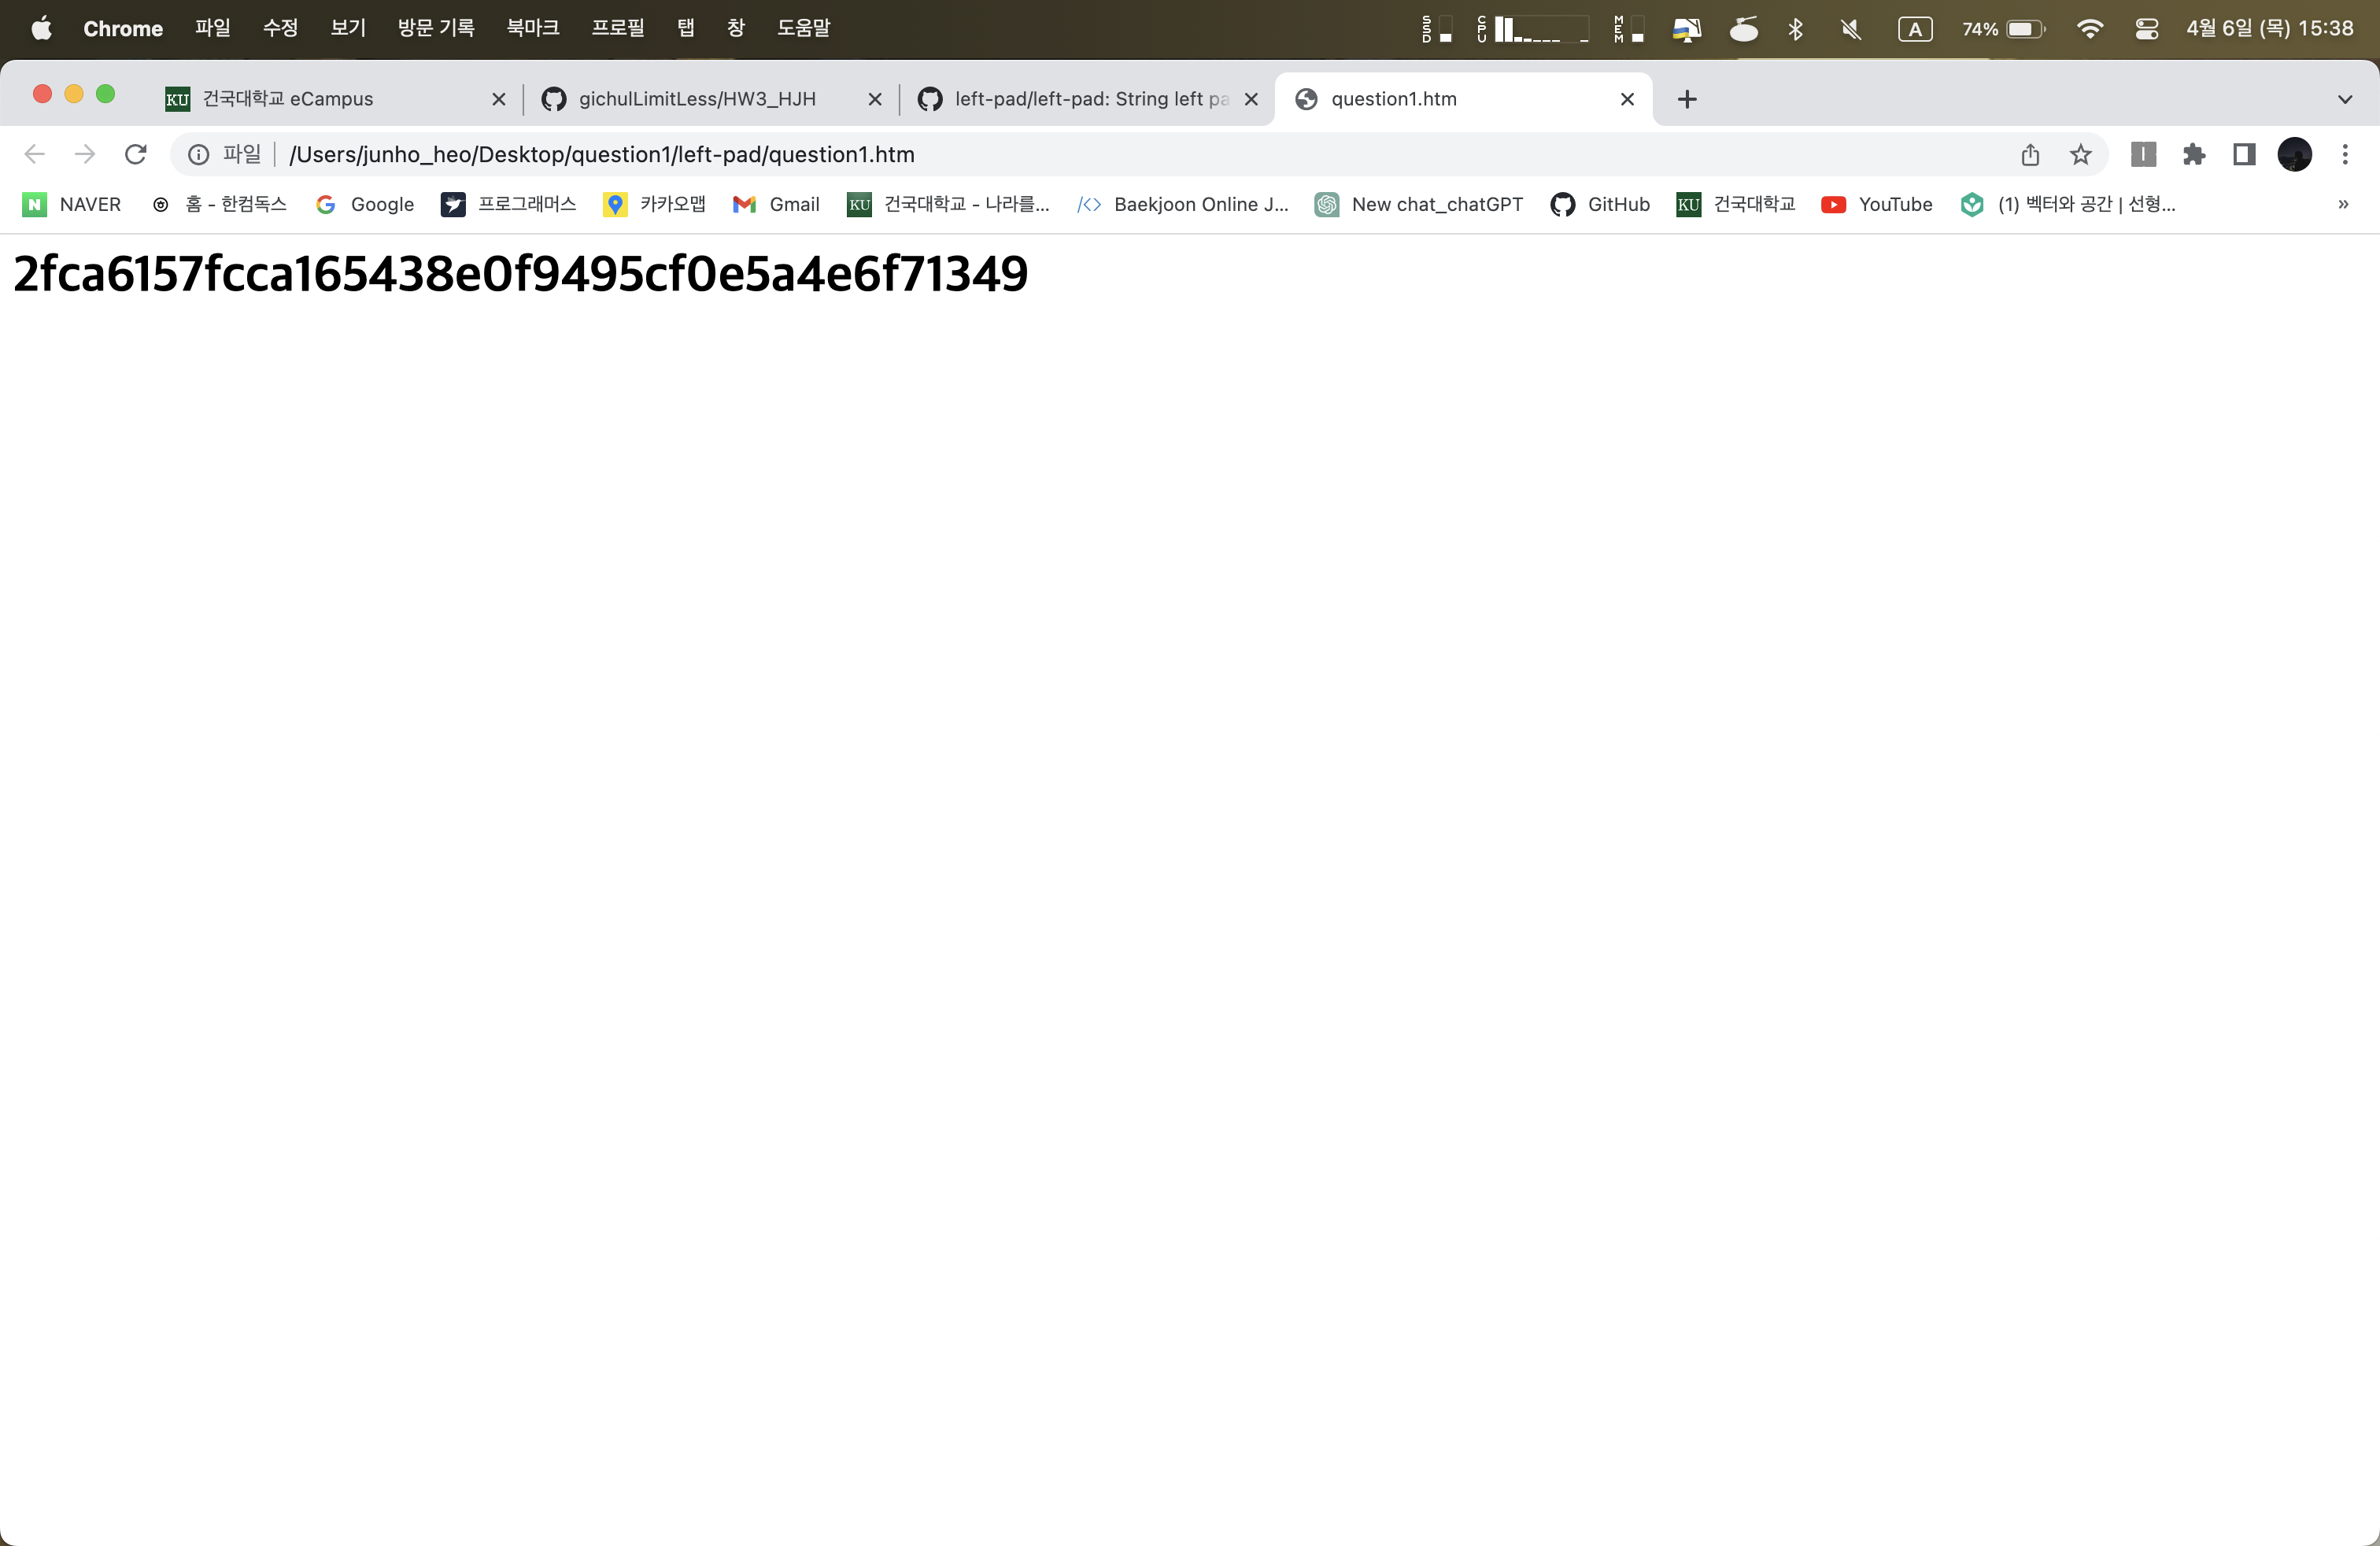 Chrome 파일 수정 보기 방문 기록 북마크 프로필 탭 창 도움말 SSD CPU MEM A 74% 4월 6일 (목) 15:38
KU 건국대학교 eCampus gichulLimitLess/HW3_HJH left-pad/left-pad: String left pa question1.htm
파일 /Users/junho_heo/Desktop/question1/left-pad/question1.htm
N NAVER 홈 - 한컴독스 Google 프로그래머스 카카오맵 Gmail KU 건국대학교 - 나라를... /<> Baekjoon Online J... New chat_chatGPT GitHub KU 건국대학교 YouTube (1) 벡터와 공간 | 선형... »
2fca6157fcca165438e0f9495cf0e5a4e6f71349